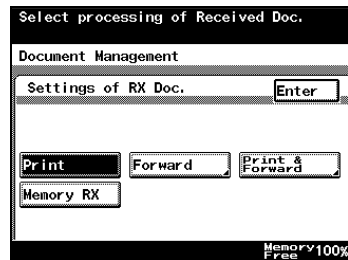 Select processing of Received Doc.
Document Management
Settings of RX Doc.
Enter
Print
Forward
Print &
Forward
Memory RX
Memory
Free 100%